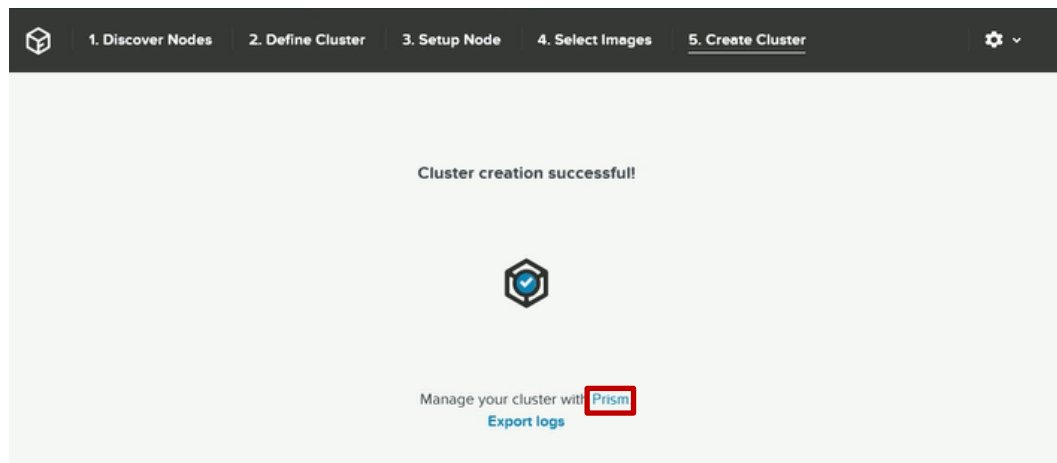 1. Discover Nodes 2. Define Cluster 3. Setup Node 4. Select Images 5. Create Cluster
Cluster creation successful!
Manage your cluster with Prism
Export logs